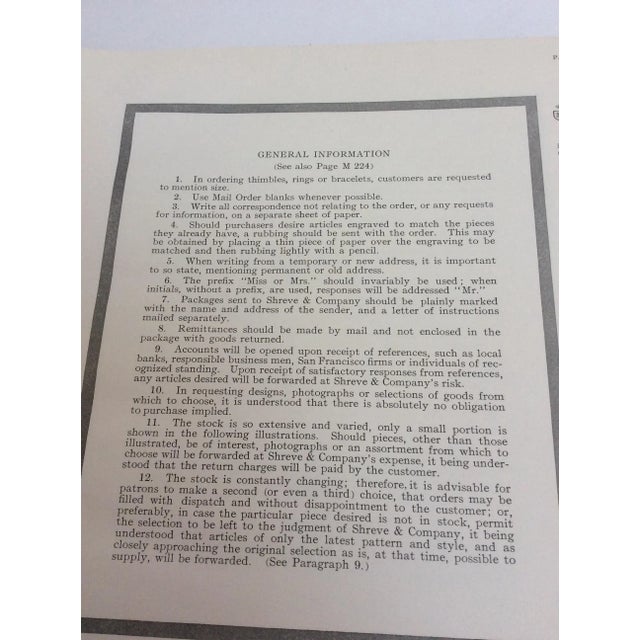 P.
GENERAL INFORMATION
(See also Page M 224)
1. In ordering thimbles, rings or bracelets, customers are requested
to mention size.
2. Use Mail Order blanks whenever possible.
3. Write all correspondence not relating to the order, or any requests
for information, on a separate sheet of paper.
4. Should purchasers desire articles engraved to match the pieces
they already have, a rubbing should be sent with the order. This may
be obtained by placing a thin piece of paper over the engraving to be
matched and then rubbing lightly with a pencil.
5. When writing from a temporary or new address, it is important
to so state, mentioning permanent or old address.
6. The prefix "Miss or Mrs." should invariably be used; when
initials, without a prefix, are used, responses will be addressed "Mr."
7. Packages sent to Shreve & Company should be plainly marked
with the name and address of the sender, and a letter of instructions
mailed separately.
8. Remittances should be made by mail and not enclosed in the
package with goods returned.
9. Accounts will be opened upon receipt of references, such as local
banks, responsible business men, San Francisco firms or individuals of rec-
ognized standing. Upon receipt of satisfactory responses from references,
any articles desired will be forwarded at Shreve & Company's risk.
10. In requesting designs, photographs or selections of goods from
which to choose, it is understood that there is absolutely no obligation
to purchase implied.
11. The stock is so extensive and varied, only a small portion is
shown in the following illustrations. Should pieces, other than those
illustrated, be of interest, photographs or an assortment from which to
choose will be forwarded at Shreve & Company's expense, it being under-
stood that the return charges will be paid by the customer.
12. The stock is constantly changing; therefore, it is advisable for
patrons to make a second (or even a third) choice, that orders may be
filled with dispatch and without disappointment to the customer; or,
preferably, in case the particular piece desired is not in stock, permit
the selection to be left to the judgment of Shreve & Company, it being
understood that articles of only the latest pattern and style, and as
closely approaching the original selection as is, at that time, possible to
supply, will be forwarded. (See Paragraph 9.)